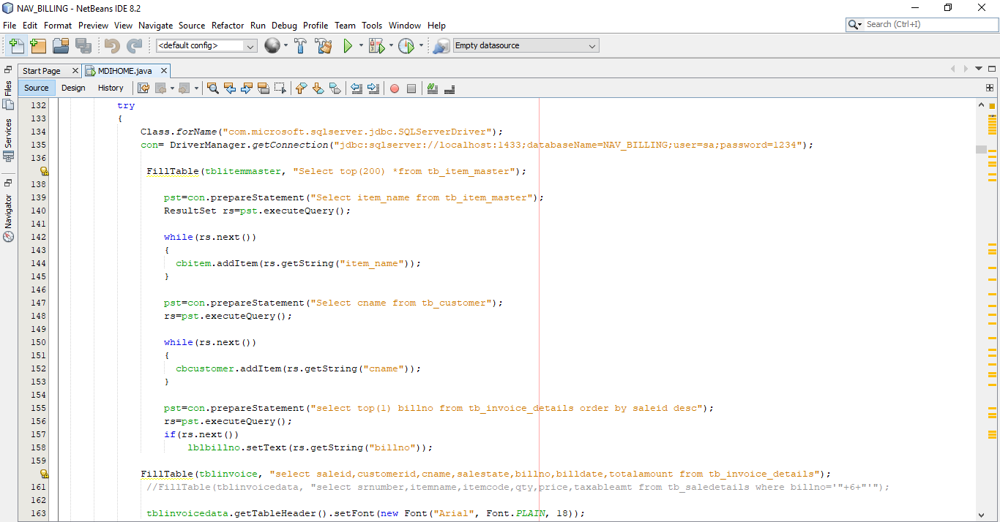 NAV_BILLING - NetBeans IDE 8.2
File Edit Format Preview View Navigate Source Refactor Run Debug Profile Team Tools Window Help
Search (Ctrl+I)
<default config>
Empty datasource
Start Page
MDIHOME.java
Source Design History
Files
Services
Navigator
132 try
133 {
134 Class.forName("com.microsoft.sqlserver.jdbc.SQLServerDriver");
135 con= DriverManager.getConnection("jdbc:sqlserver://localhost:1433;databaseName=NAV_BILLING;user=sa;password=1234");
136
FillTable(tblitemmaster, "Select top(200) *from tb_item_master");
138
139 pst=con.prepareStatement("Select item_name from tb_item_master");
140 ResultSet rs=pst.executeQuery();
141
142 while(rs.next())
143 {
144 cbitem.addItem(rs.getString("item_name"));
145 }
146
147 pst=con.prepareStatement("Select cname from tb_customer");
148 rs=pst.executeQuery();
149
150 while(rs.next())
151 {
152 cbcustomer.addItem(rs.getString("cname"));
153 }
154
155 pst=con.prepareStatement("select top(1) billno from tb_invoice_details order by saleid desc");
156 rs=pst.executeQuery();
157 if(rs.next())
158 lblbillno.setText(rs.getString("billno"));
159
FillTable(tblinvoice, "select saleid,customerid,cname,salestate,billno,billdate,totalamount from tb_invoice_details");
161 //FillTable(tblinvoicedata, "select srnumber,itemname,itemcode,qty,price,taxableamt from tb_saledetails where billno='"+6+"'");
162
163 tblinvoicedata.getTableHeader().setFont(new Font("Arial", Font.PLAIN, 18));